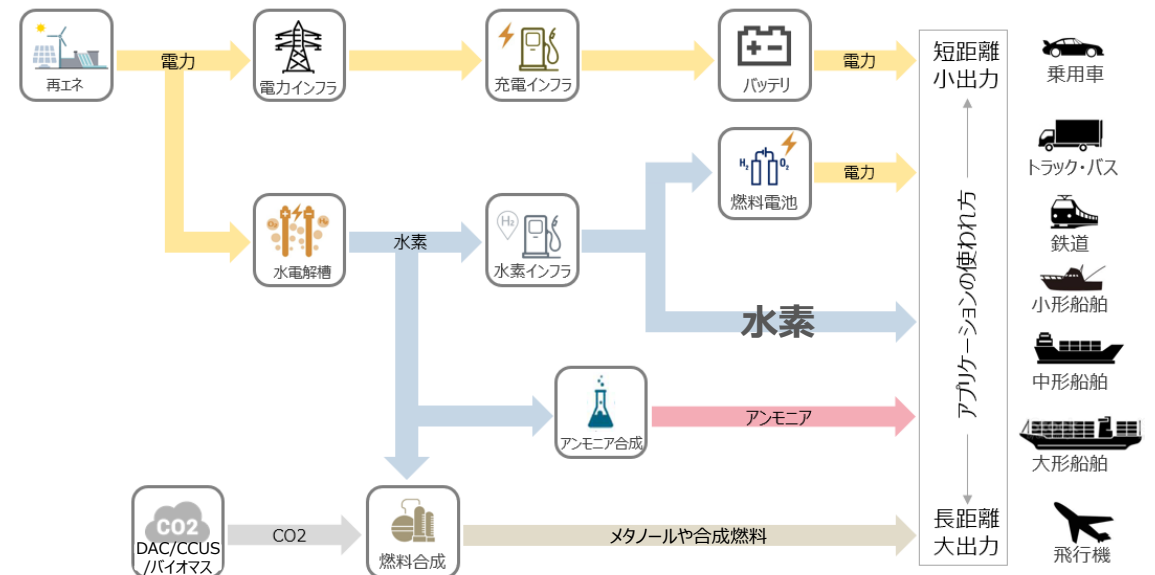 再エネ
電力
電力インフラ
充電インフラ
バッテリ
電力
短距離
小出力
乗用車
H₂
O₂
燃料電池
電力
トラック・バス
O₂
H₂
水電解槽
水素
H₂
水素インフラ
水素
アプリケーションの使われ方
鉄道
小形船舶
中形船舶
アンモニア合成
アンモニア
大形船舶
CO2
DAC/CCUS
/バイオマス
CO2
燃料合成
メタノールや合成燃料
長距離
大出力
飛行機